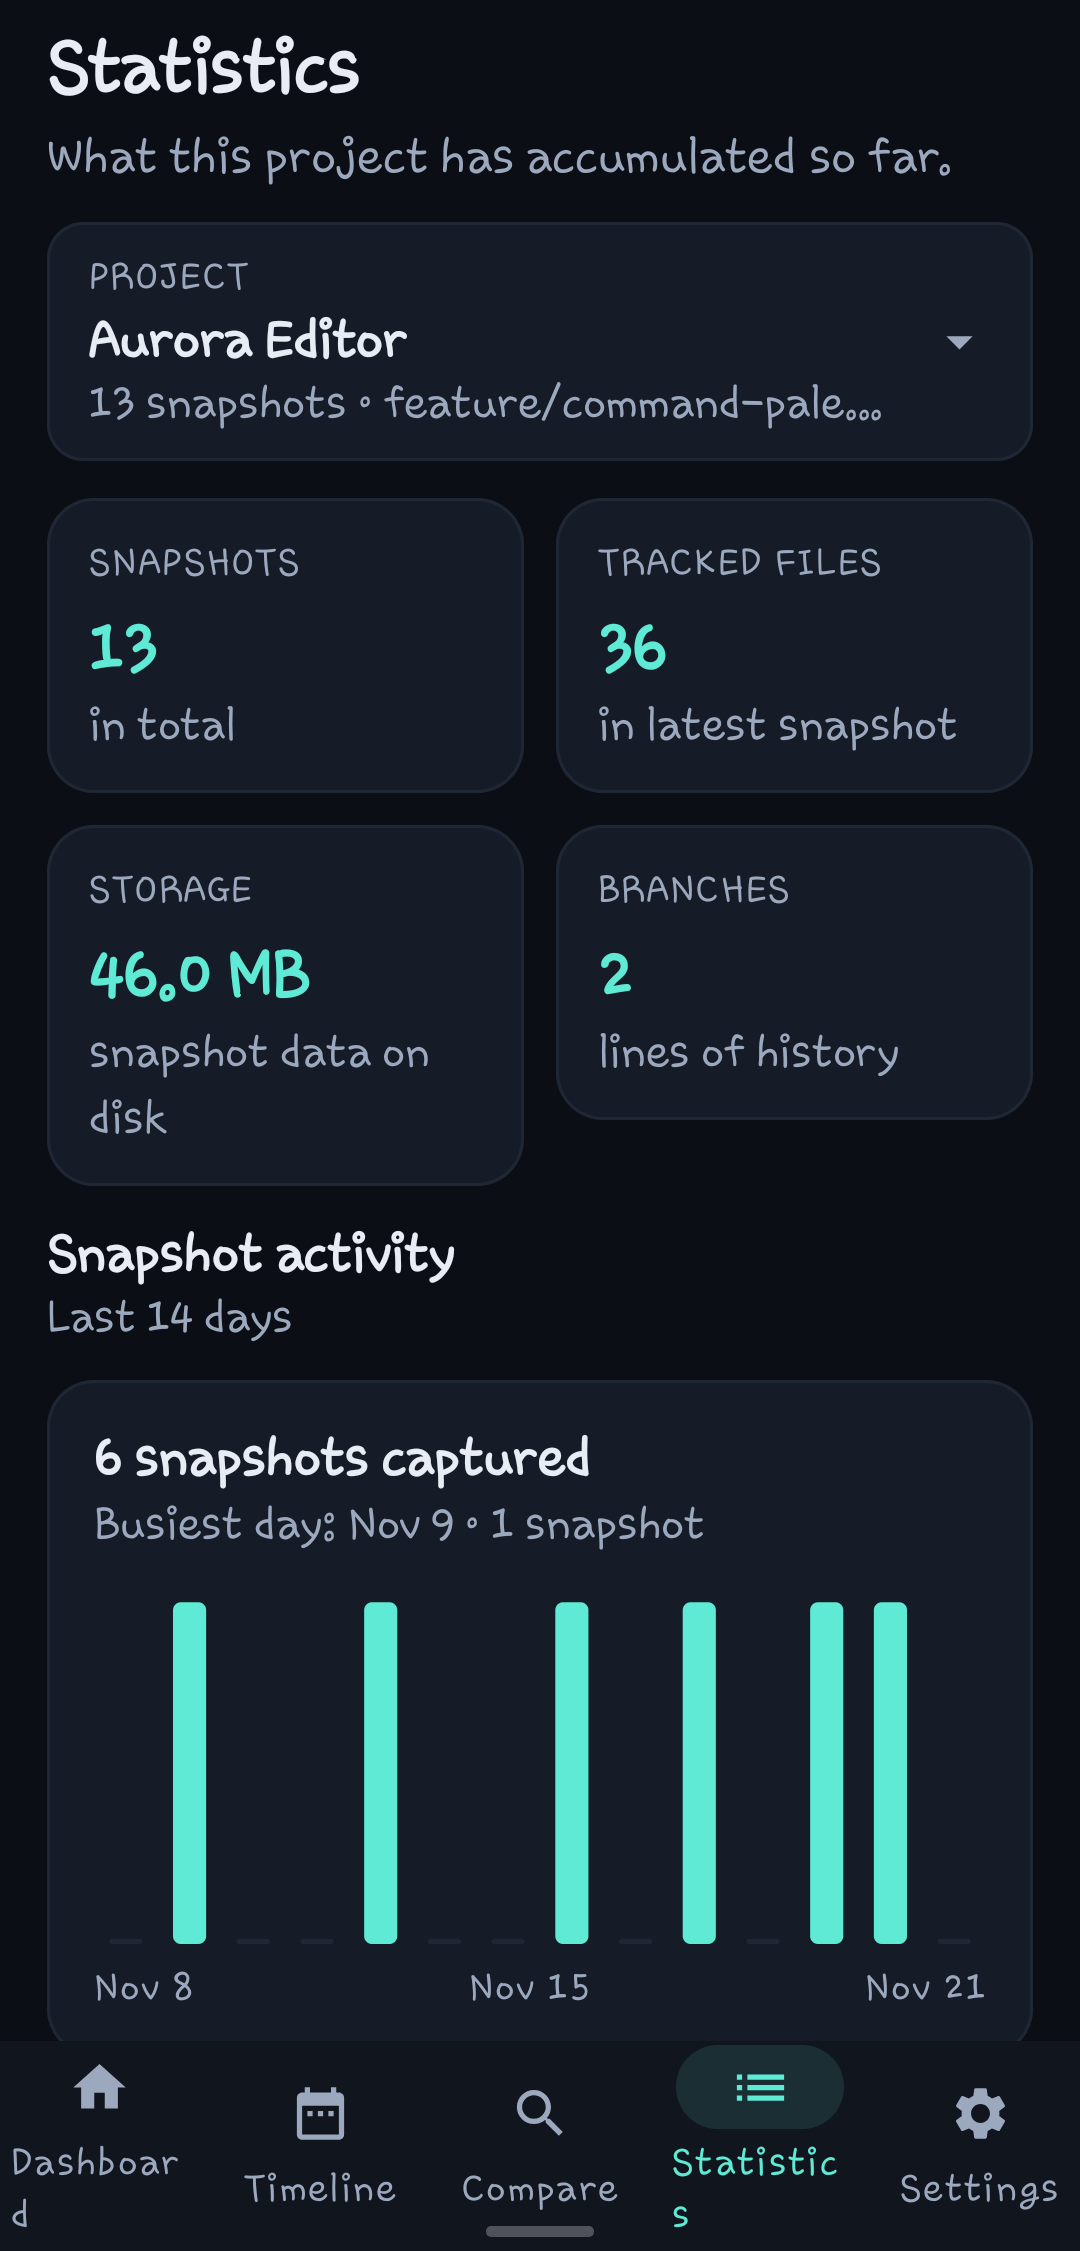 Statistics
What this project has accumulated so far.
PROJECT
Aurora Editor
13 snapshots • feature/command-pale...
SNAPSHOTS
13
in total
TRACKED FILES
36
in latest snapshot
STORAGE
46.0 MB
snapshot data on
disk
BRANCHES
2
lines of history
Snapshot activity
Last 14 days
6 snapshots captured
Busiest day: Nov 9 • 1 snapshot
Nov 8
Nov 15
Nov 21
Dashboar
d
Timeline
Compare
Statistic
s
Settings